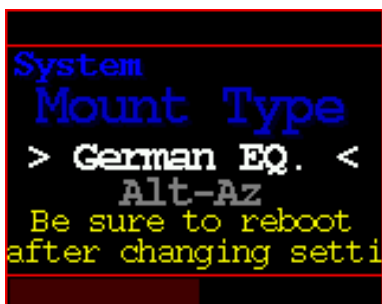 System
Mount Type
> German EQ. <
Alt-Az
Be sure to reboot
after changing setti